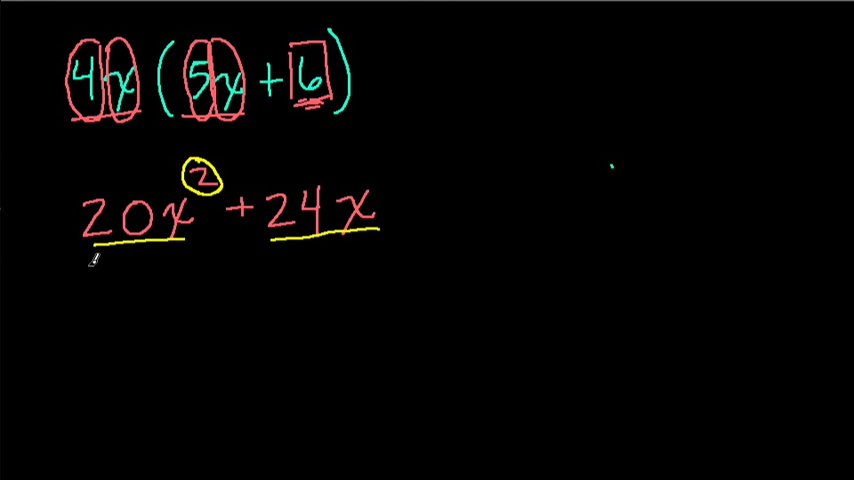 4x (5x + 6)
20x² + 24x